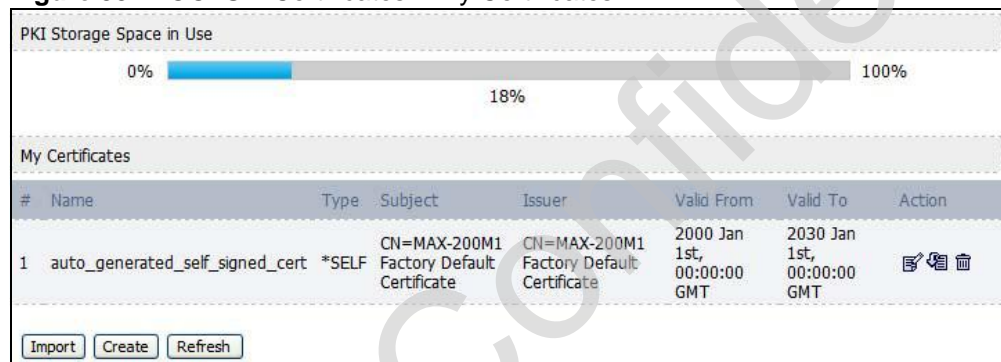 PKI Storage Space in Use
0% 100%
18%
My Certificates
# Name Type Subject Issuer Valid From Valid To Action
1 auto_generated_self_signed_cert *SELF CN=MAX-200M1 Factory Default Certificate CN=MAX-200M1 Factory Default Certificate 2000 Jan 1st, 00:00:00 GMT 2030 Jan 1st, 00:00:00 GMT
Import Create Refresh
Confide